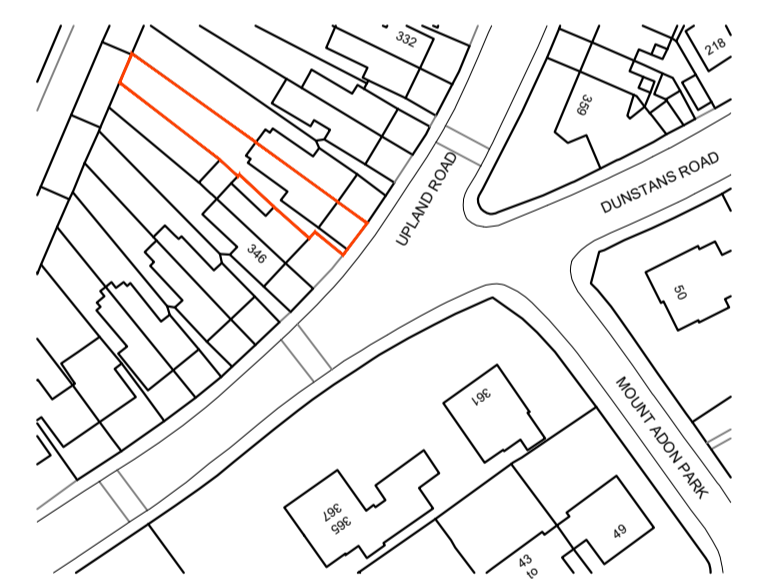 332
218
359
UPLAND ROAD
DUNSTANS ROAD
346
50
361
MOUNT ADON PARK
367
365
49
43
to